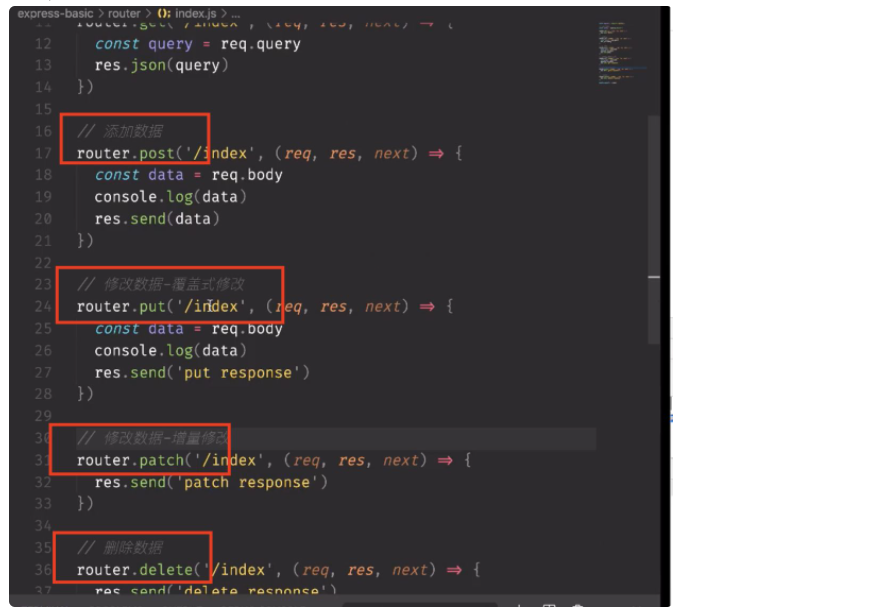 express-basic > router > index.js > ...
11 router.get('/index', (req, res, next) ⇒ {
12 const query = req.query
13 res.json(query)
14 })
15
16 // 添加数据
17 router.post('/index', (req, res, next) ⇒ {
18 const data = req.body
19 console.log(data)
20 res.send(data)
21 })
22
23 // 修改数据-覆盖式修改
24 router.put('/index', (req, res, next) ⇒ {
25 const data = req.body
26 console.log(data)
27 res.send('put response')
28 })
29
30 // 修改数据-增量修改
31 router.patch('/index', (req, res, next) ⇒ {
32 res.send('patch response')
33 })
34
35 // 删除数据
36 router.delete('/index', (req, res, next) ⇒ {
37 res.send('delete response')